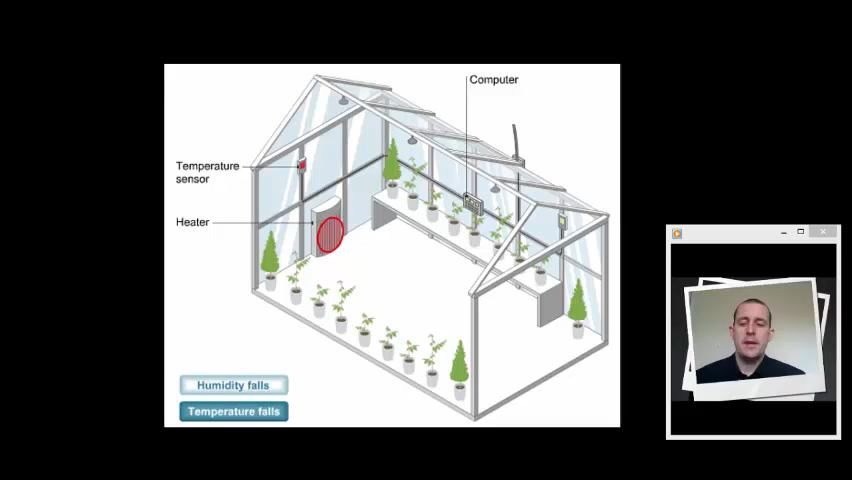 Computer
Temperature
sensor
Heater
Humidity falls
Temperature falls